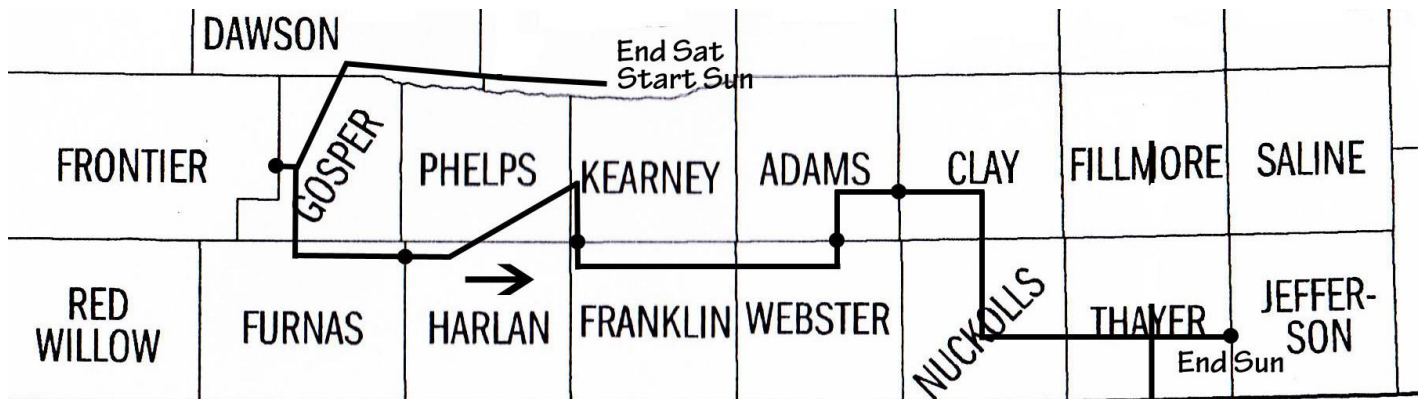 DAWSON
End Sat
Start Sun
FRONTIER
GOSPER
PHELPS
KEARNEY
ADAMS
CLAY
FILLMORE
SALINE
RED
WILLOW
FURNAS
HARLAN
FRANKLIN
WEBSTER
NUCKOLLS
THAYER
JEFFER-
SON
End Sun